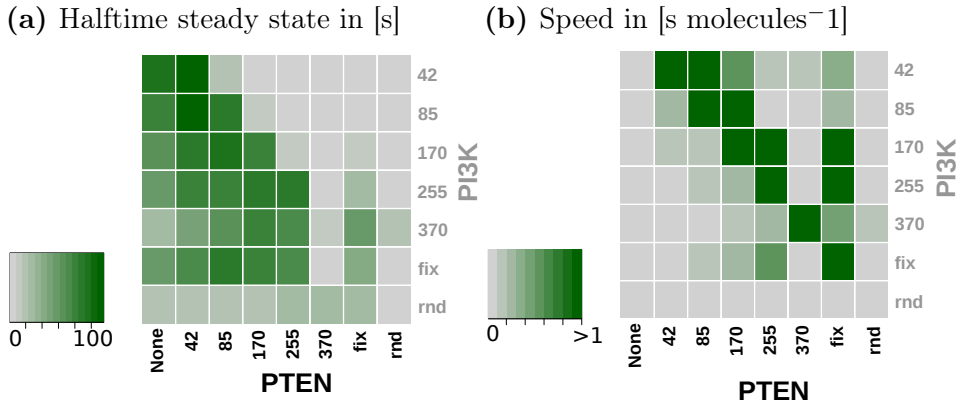 (a) Halftime steady state in [s]
42
85
170
255
370
fix
rnd
PI3K
0 100
None 42 85 170 255 370 fix rnd
PTEN
(b) Speed in [s molecules−1]
42
85
170
255
370
fix
rnd
PI3K
0 >1
None 42 85 170 255 370 fix rnd
PTEN